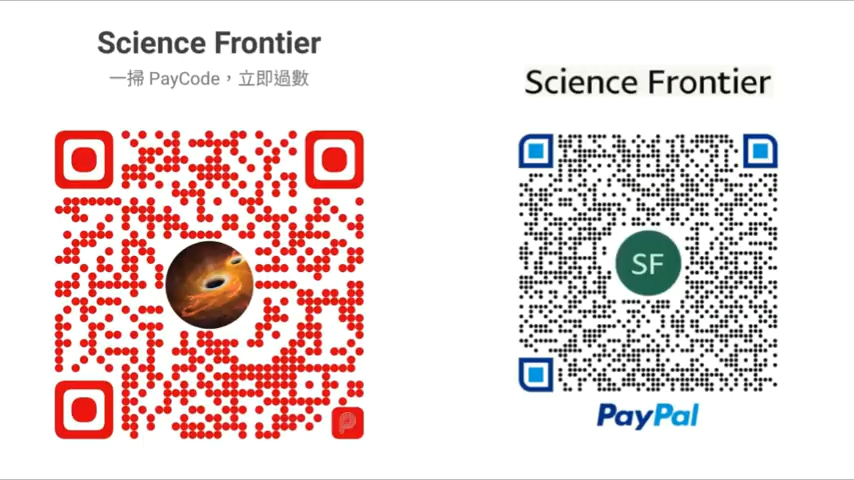 Science Frontier
一掃 PayCode，立即過數
Science Frontier
SF
PayPal